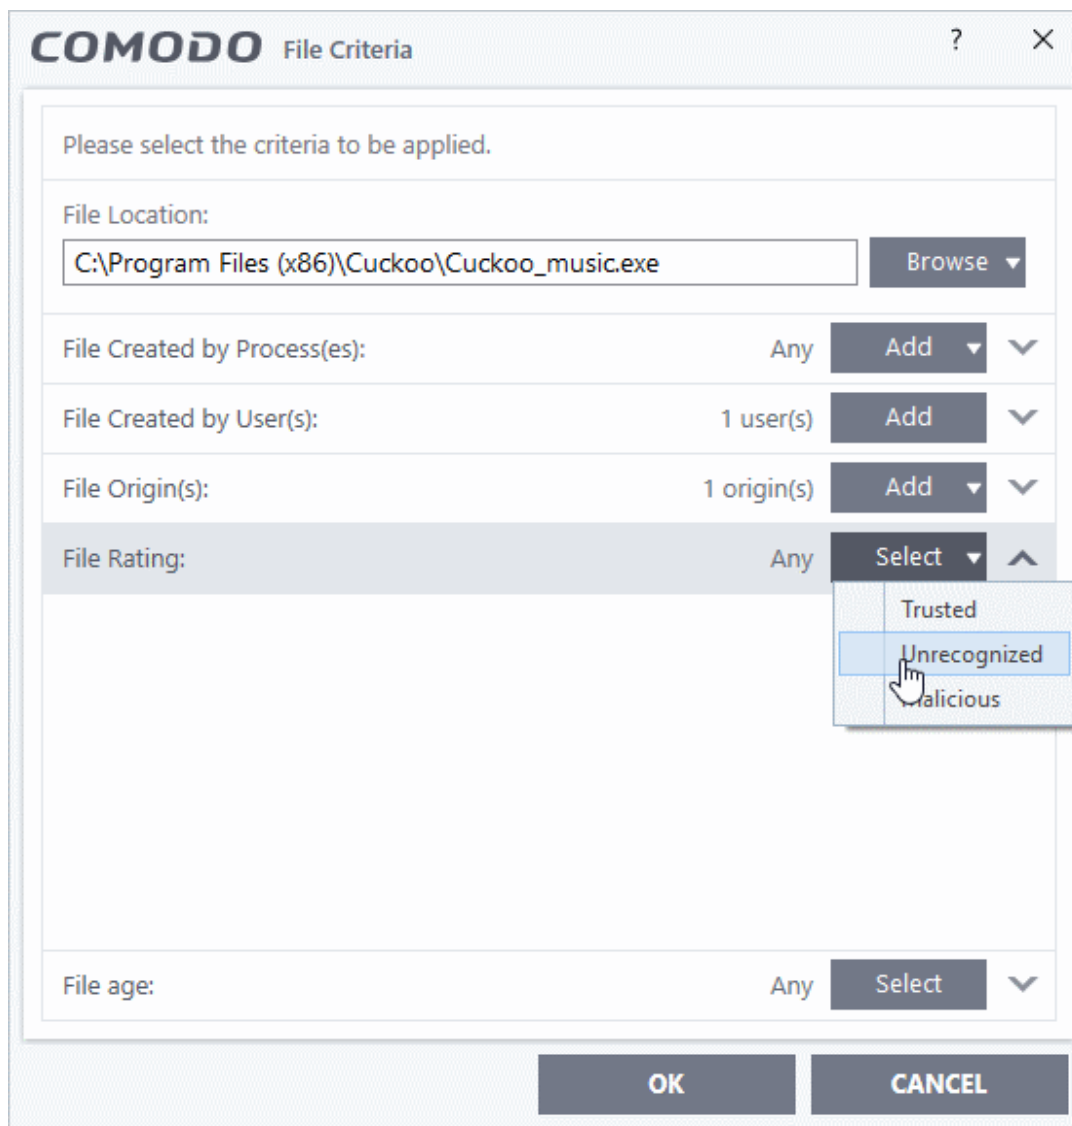 COMODO File Criteria ?
Please select the criteria to be applied.
File Location:
C:\Program Files (x86)\Cuckoo\Cuckoo_music.exe Browse
File Created by Process(es): Any Add
File Created by User(s): 1 user(s) Add
File Origin(s): 1 origin(s) Add
File Rating: Any Select
Trusted
Unrecognized
Malicious
File age: Any Select
OK CANCEL